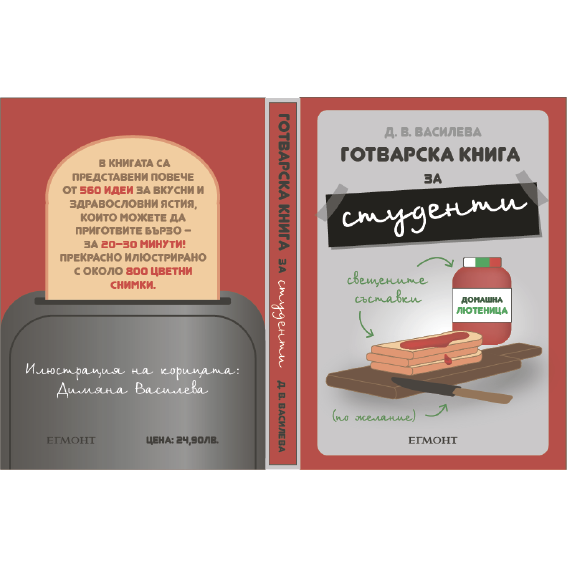 В КНИГАТА СА
ПРЕДСТАВЕНИ ПОВЕЧЕ
ОТ 560 ИДЕИ ЗА ВКУСНИ И
ЗДРАВОСЛОВНИ ЯСТИЯ,
КОИТО МОЖЕТЕ ДА
ПРИГОТВИТЕ БЪРЗО –
ЗА 20-30 МИНУТИ!
ПРЕКРАСНО ИЛЮСТРИРАНО
С ОКОЛО 800 ЦВЕТНИ
СНИМКИ.
Илюстрация на корицата:
Димяна Василева
ЕГМОНТ
ЦЕНА: 24,90ЛВ.
ГОТВАРСКА КНИГА ЗА студенти Д. В. ВАСИЛЕВА
Д. В. ВАСИЛЕВА
ГОТВАРСКА КНИГА
ЗА
студенти
свещените
съставки
ДОМАШНА
ЛЮТЕНИЦА
(по желание)
ЕГМОНТ